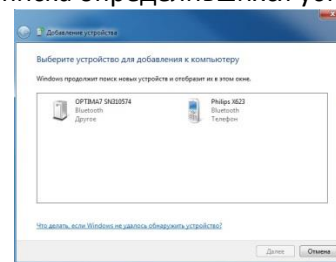 Добавление устройства
Выберите устройство для добавления к компьютеру
Windows продолжит поиск новых устройств и отобразит их в этом окне.
OPTIMA7 SN310574
Bluetooth
Другое
Philips X623
Bluetooth
Телефон
Что делать, если Windows не удалось обнаружить устройство?
Далее
Отмена